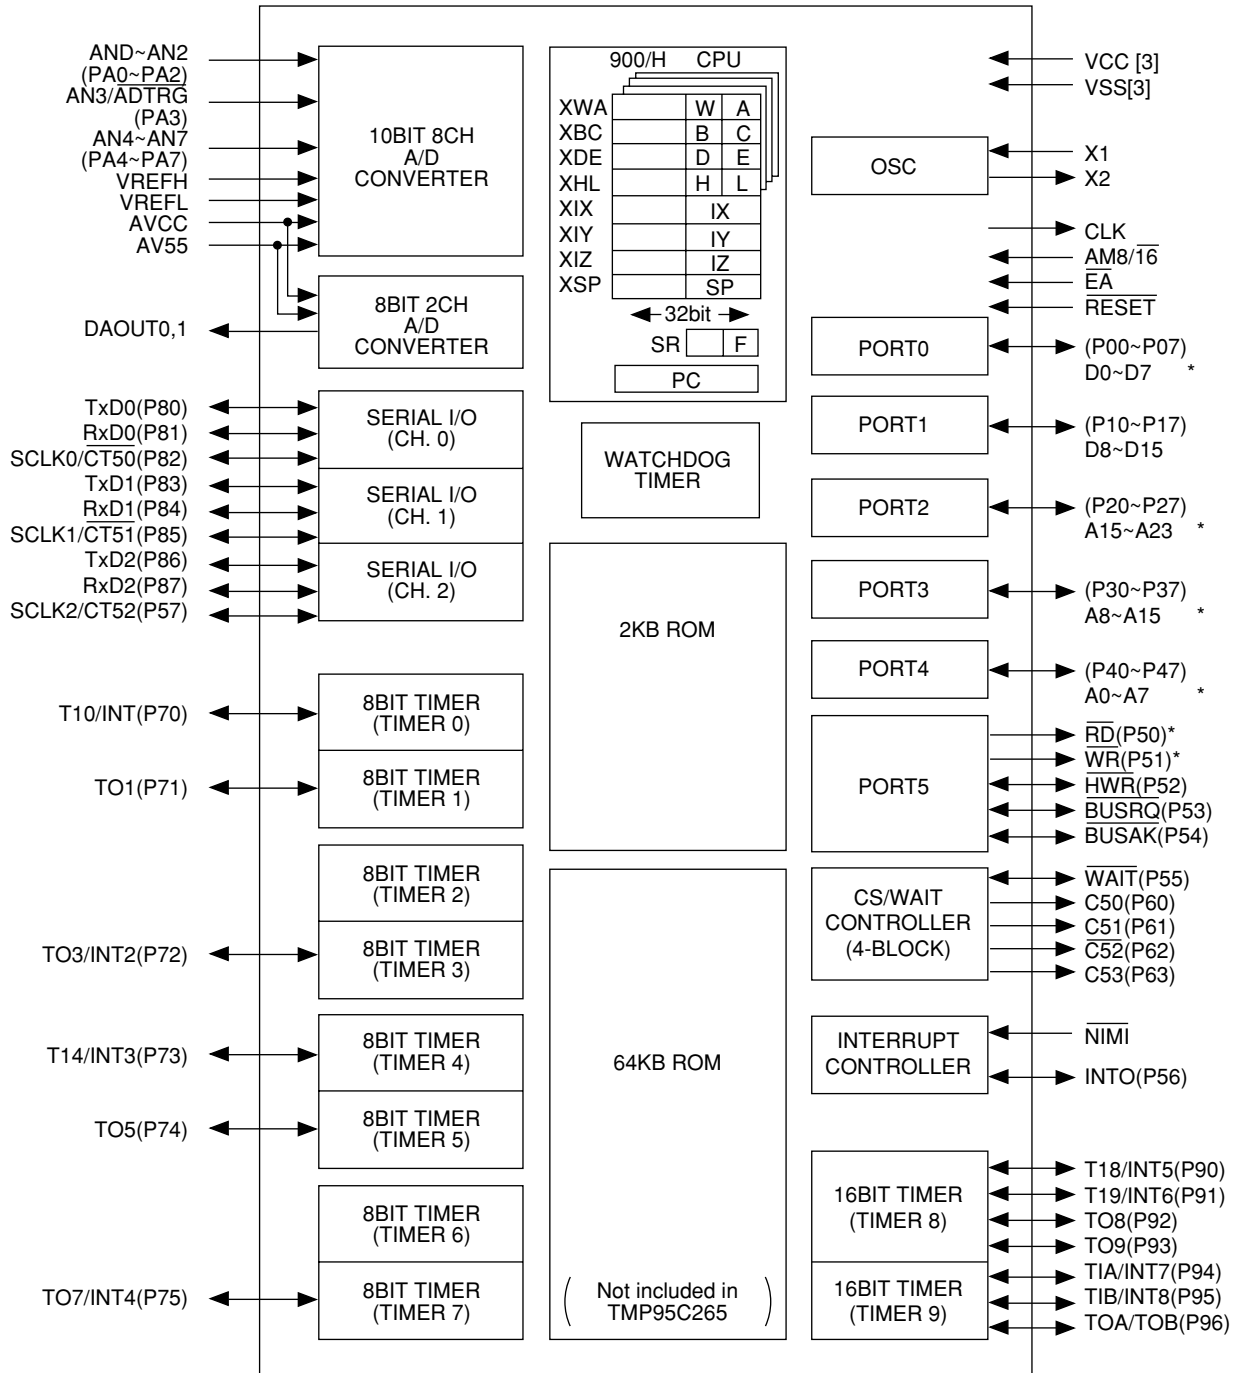 AND~AN2
(PA0~PA2)
AN3/ADTRG
(PA3)
AN4~AN7
(PA4~PA7)
VREFH
VREFL
AVCC
AV55
DAOUT0,1
TxD0(P80)
RxD0(P81)
SCLK0/CT50(P82)
TxD1(P83)
RxD1(P84)
SCLK1/CT51(P85)
TxD2(P86)
RxD2(P87)
SCLK2/CT52(P57)
T10/INT(P70)
TO1(P71)
TO3/INT2(P72)
T14/INT3(P73)
TO5(P74)
TO7/INT4(P75)
10BIT 8CH
A/D
CONVERTER
8BIT 2CH
A/D
CONVERTER
SERIAL I/O
(CH. 0)
SERIAL I/O
(CH. 1)
SERIAL I/O
(CH. 2)
8BIT TIMER
(TIMER 0)
8BIT TIMER
(TIMER 1)
8BIT TIMER
(TIMER 2)
8BIT TIMER
(TIMER 3)
8BIT TIMER
(TIMER 4)
8BIT TIMER
(TIMER 5)
8BIT TIMER
(TIMER 6)
8BIT TIMER
(TIMER 7)
900/H CPU
XWA W A
XBC B C
XDE D E
XHL H L
XIX IX
XIY IY
XIZ IZ
XSP SP
32bit
SR F
PC
WATCHDOG
TIMER
2KB ROM
64KB ROM
( Not included in
TMP95C265 )
OSC
PORT0
PORT1
PORT2
PORT3
PORT4
PORT5
CS/WAIT
CONTROLLER
(4-BLOCK)
INTERRUPT
CONTROLLER
16BIT TIMER
(TIMER 8)
16BIT TIMER
(TIMER 9)
VCC [3]
VSS[3]
X1
X2
CLK
AM8/16
EA
RESET
(P00~P07)
D0~D7 *
(P10~P17)
D8~D15
(P20~P27)
A15~A23 *
(P30~P37)
A8~A15 *
(P40~P47)
A0~A7 *
RD(P50)*
WR(P51)*
HWR(P52)
BUSRQ(P53)
BUSAK(P54)
WAIT(P55)
C50(P60)
C51(P61)
C52(P62)
C53(P63)
NIMI
INTO(P56)
T18/INT5(P90)
T19/INT6(P91)
TO8(P92)
TO9(P93)
TIA/INT7(P94)
TIB/INT8(P95)
TOA/TOB(P96)